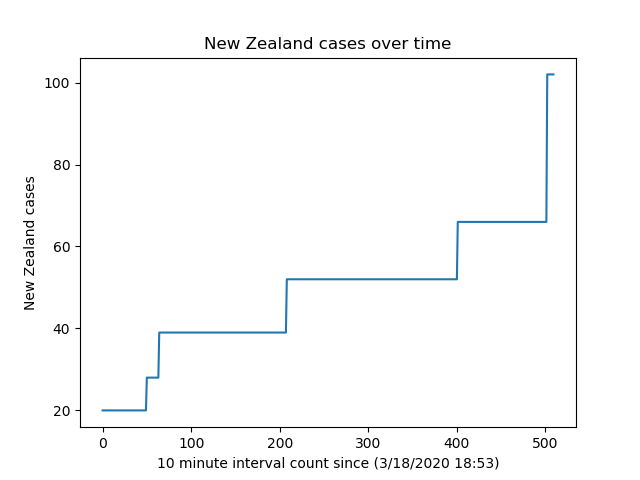 New Zealand cases over time
100
80
60
40
20
New Zealand cases
0 100 200 300 400 500
10 minute interval count since (3/18/2020 18:53)